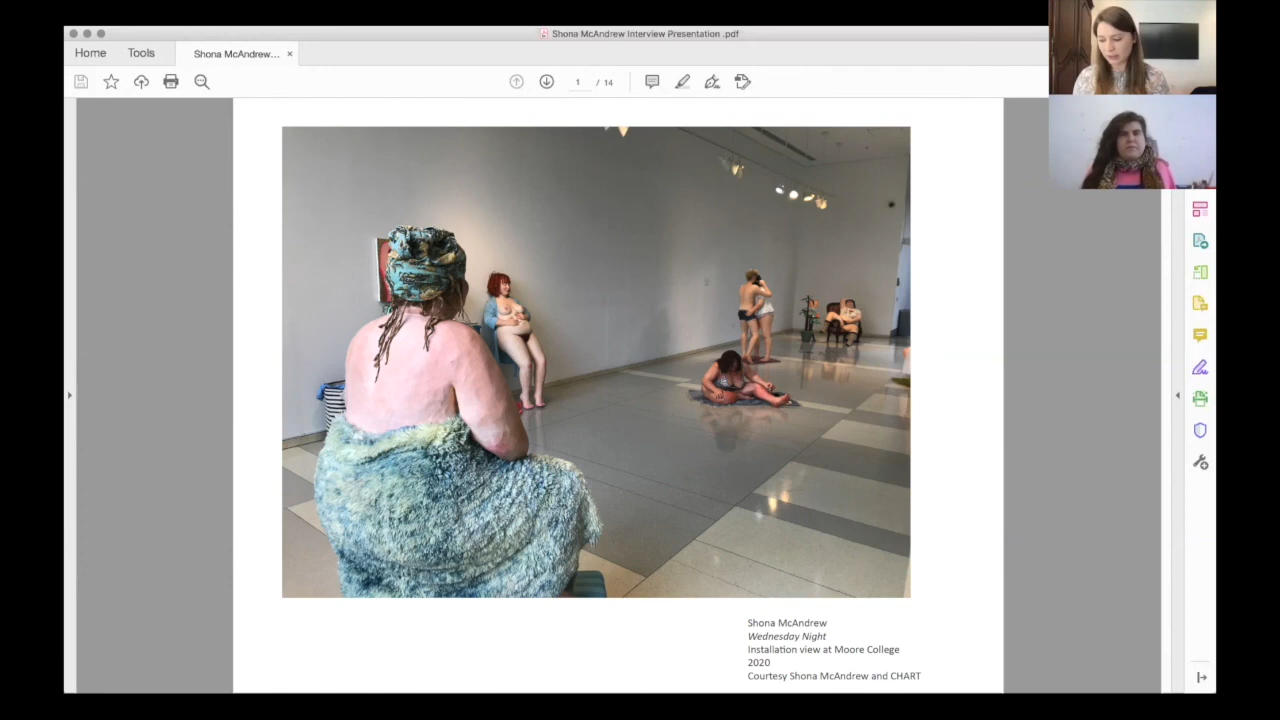 Shona McAndrew Interview Presentation .pdf
Home
Tools
Shona McAndrew... ×
1 / 14
Shona McAndrew
Wednesday Night
Installation view at Moore College
2020
Courtesy Shona McAndrew and CHART